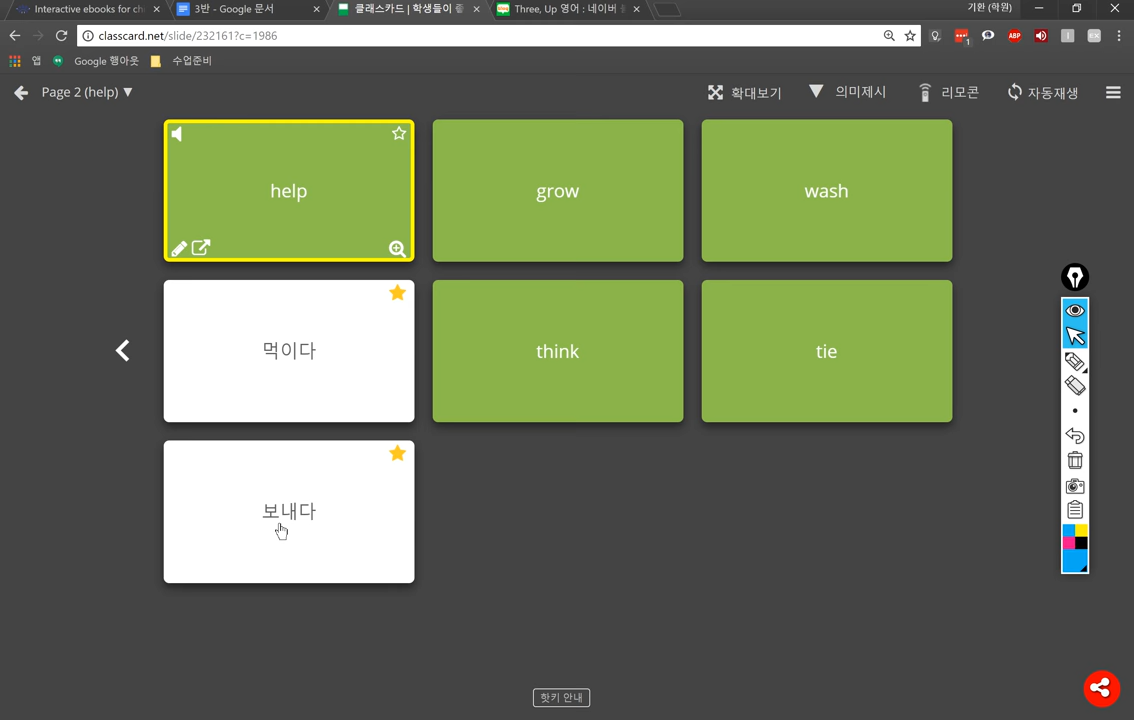 Interactive ebooks for ch
3반 - Google 문서
클래스카드 | 학생들이 즐
Three, Up 영어 : 네이버
기환 (학원)
classcard.net/slide/232161?c=1986
ABP
1
앱
Google 행아웃
수업준비
Page 2 (help) ▼
확대보기
의미제시
리모콘
자동재생
help
grow
wash
먹이다
think
tie
보내다
핫키 안내